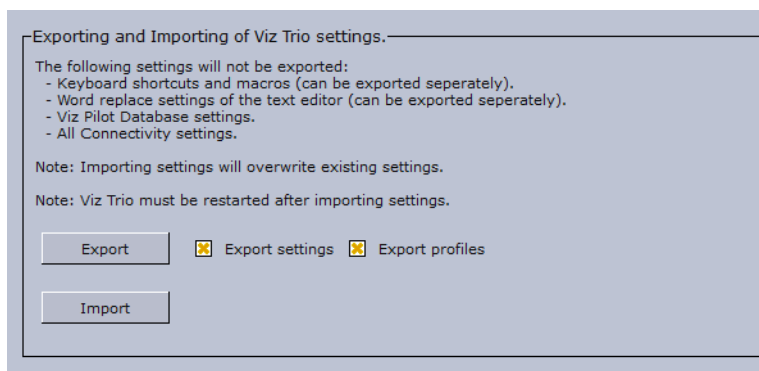 Exporting and Importing of Viz Trio settings.
The following settings will not be exported:
- Keyboard shortcuts and macros (can be exported seperately).
- Word replace settings of the text editor (can be exported seperately).
- Viz Pilot Database settings.
- All Connectivity settings.
Note: Importing settings will overwrite existing settings.
Note: Viz Trio must be restarted after importing settings.
Export Export settings Export profiles
Import